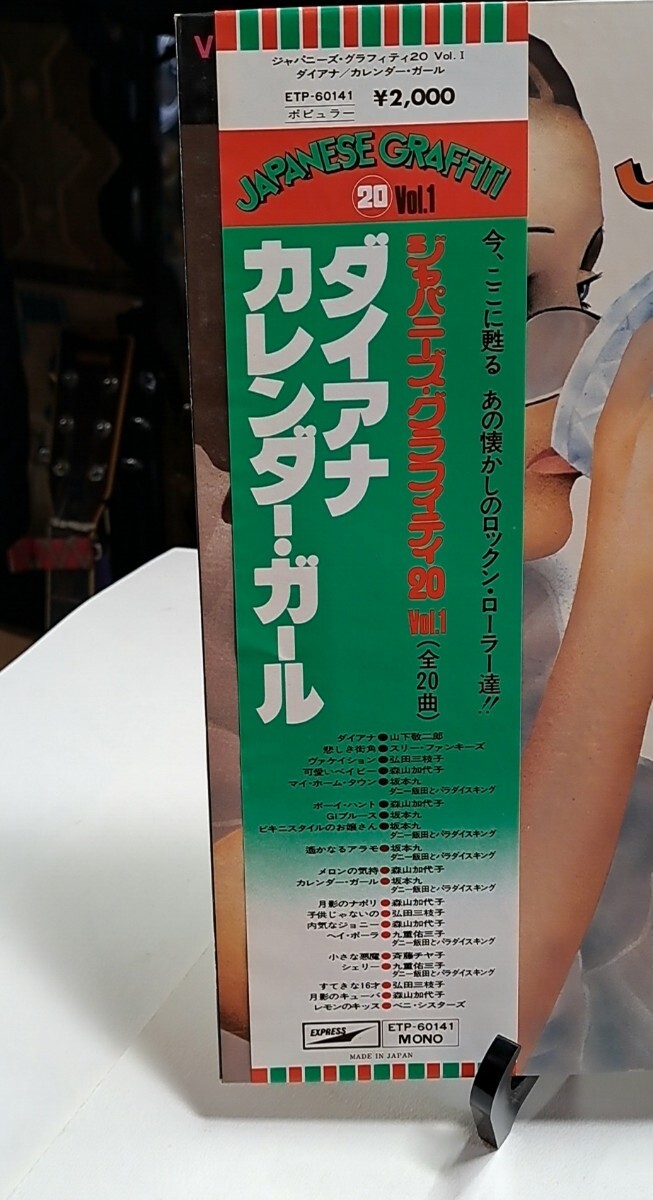 V
ジャパニーズ・グラフィティ20 Vol.I
ダイアナ／カレンダー・ガール
ETP-60141
ポピュラー
¥2,000
JAPANESE GRAFFITI
20 Vol.1
今、ここに甦る あの懐かしのロックン・ローラー達!!
ジャパニーズ・グラフィティ20 Vol.1(全20曲)
ダイアナ
カレンダー・ガール
ダイアナ●山下敬二郎
悲しき街角●スリー・ファンキーズ
ヴァケイション●弘田三枝子
可愛いベイビー●森山加代子
マイ・ホーム・タウン●坂本九
ダニー飯田とパラダイスキング
ボーイ・ハント●森山加代子
GIブルース●坂本九
ビキニスタイルのお嬢さん●坂本九
ダニー飯田とパラダイスキング
遥かなるアラモ●坂本九
ダニー飯田とパラダイスキング
メロンの気持●森山加代子
カレンダー・ガール●坂本九
ダニー飯田とパラダイスキング
月影のナポリ●森山加代子
子供じゃないの●弘田三枝子
内気なジョニー●森山加代子
ヘイ・ポーラ●九重佑三子
ダニー飯田とパラダイスキング
小さな悪魔●斉藤チヤ子
シェリー●九重佑三子
ダニー飯田とパラダイスキング
すてきな16才●弘田三枝子
月影のキューバ●森山加代子
レモンのキッス●ベニ・シスターズ
EXPRESS
ETP-60141
MONO
MADE IN JAPAN